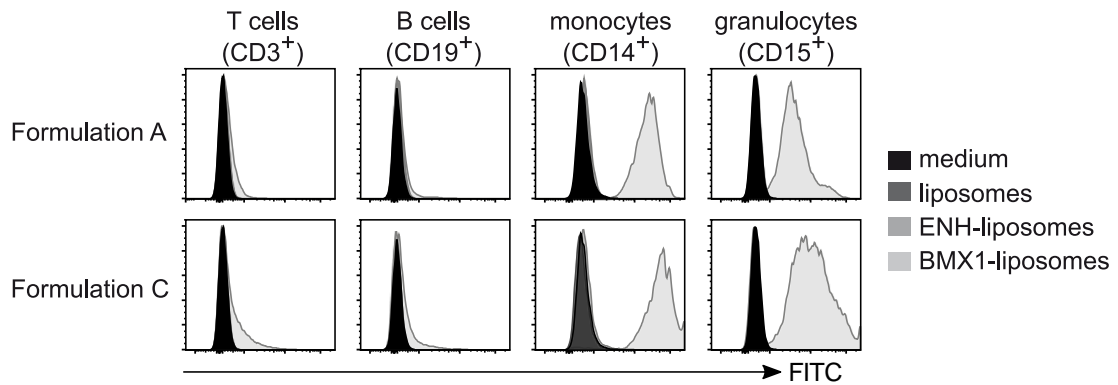 T cells
(CD3+)
B cells
(CD19+)
monocytes
(CD14+)
granulocytes
(CD15+)
Formulation A
Formulation C
medium
liposomes
ENH-liposomes
BMX1-liposomes
FITC